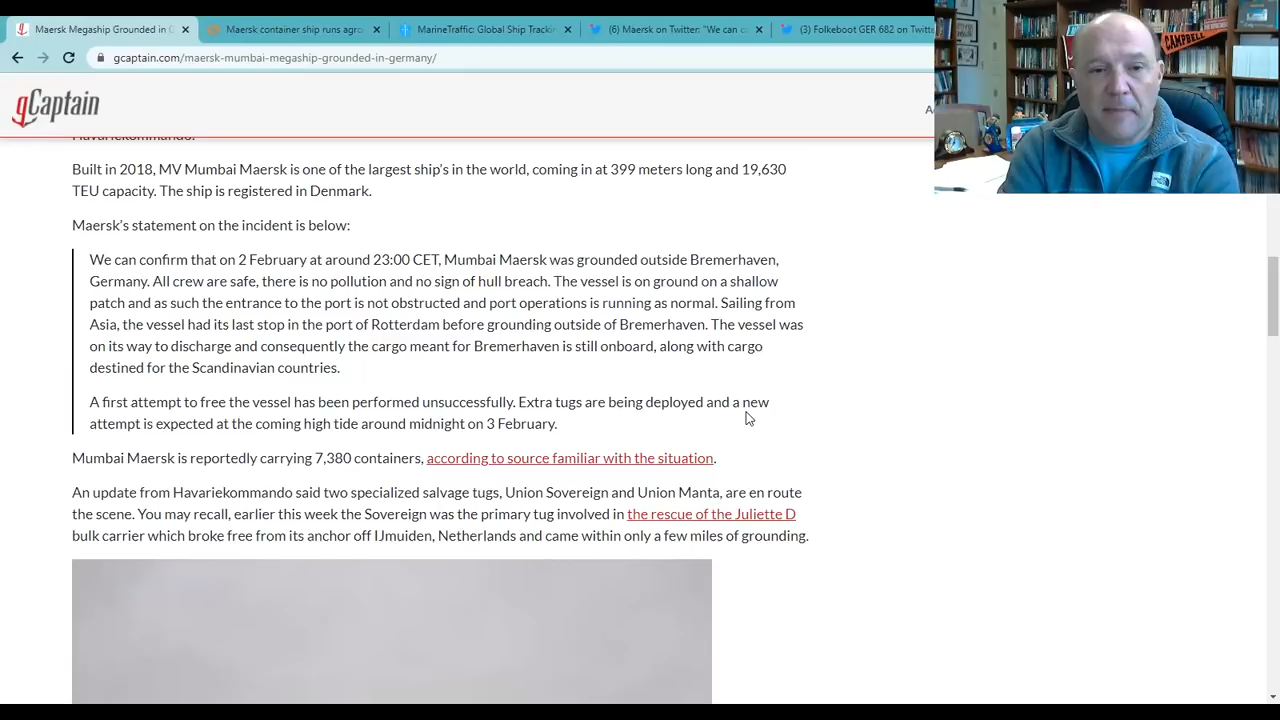 Maersk Megaship Grounded in G
Maersk container ship runs agro
MarineTraffic: Global Ship Trackin
(6) Maersk on Twitter: "We can co
(3) Folkeboot GER 682 on Twitte
gcaptain.com/maersk-mumbai-megaship-grounded-in-germany/
gCaptain
CAMPBELL
Havariekommando.
Built in 2018, MV Mumbai Maersk is one of the largest ship's in the world, coming in at 399 meters long and 19,630
TEU capacity. The ship is registered in Denmark.
Maersk's statement on the incident is below:
We can confirm that on 2 February at around 23:00 CET, Mumbai Maersk was grounded outside Bremerhaven,
Germany. All crew are safe, there is no pollution and no sign of hull breach. The vessel is on ground on a shallow
patch and as such the entrance to the port is not obstructed and port operations is running as normal. Sailing from
Asia, the vessel had its last stop in the port of Rotterdam before grounding outside of Bremerhaven. The vessel was
on its way to discharge and consequently the cargo meant for Bremerhaven is still onboard, along with cargo
destined for the Scandinavian countries.
A first attempt to free the vessel has been performed unsuccessfully. Extra tugs are being deployed and a new
attempt is expected at the coming high tide around midnight on 3 February.
Mumbai Maersk is reportedly carrying 7,380 containers, according to source familiar with the situation.
An update from Havariekommando said two specialized salvage tugs, Union Sovereign and Union Manta, are en route
the scene. You may recall, earlier this week the Sovereign was the primary tug involved in the rescue of the Juliette D
bulk carrier which broke free from its anchor off IJmuiden, Netherlands and came within only a few miles of grounding.